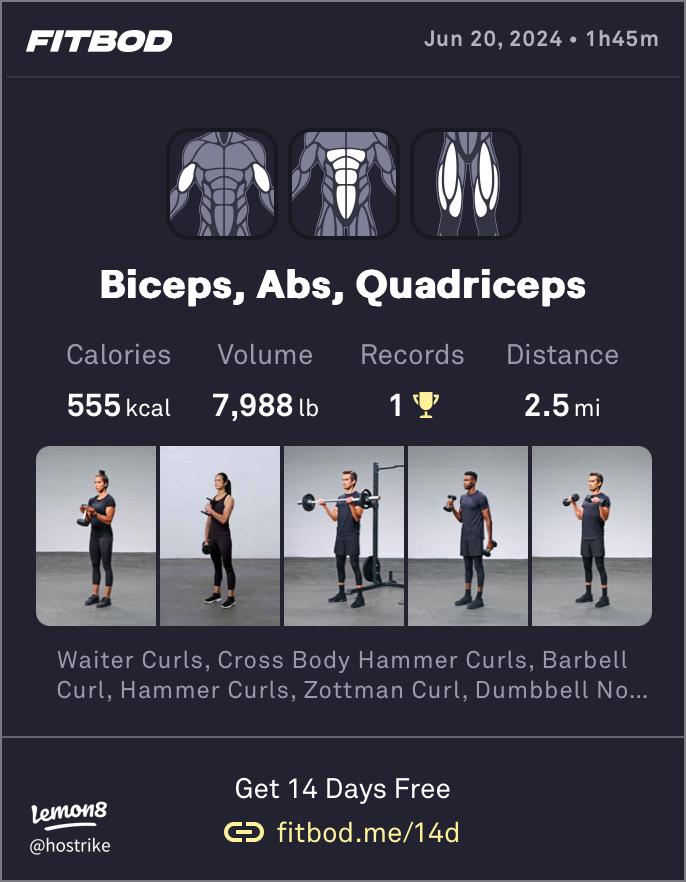 FITBOD
Jun 20, 2024 • 1h45m
Biceps, Abs, Quadriceps
Calories Volume Records Distance
555 kcal 7,988 lb 1 2.5 mi
Waiter Curls, Cross Body Hammer Curls, Barbell
Curl, Hammer Curls, Zottman Curl, Dumbbell No...
Get 14 Days Free
fitbod.me/14d
Lemon8
@hostrike